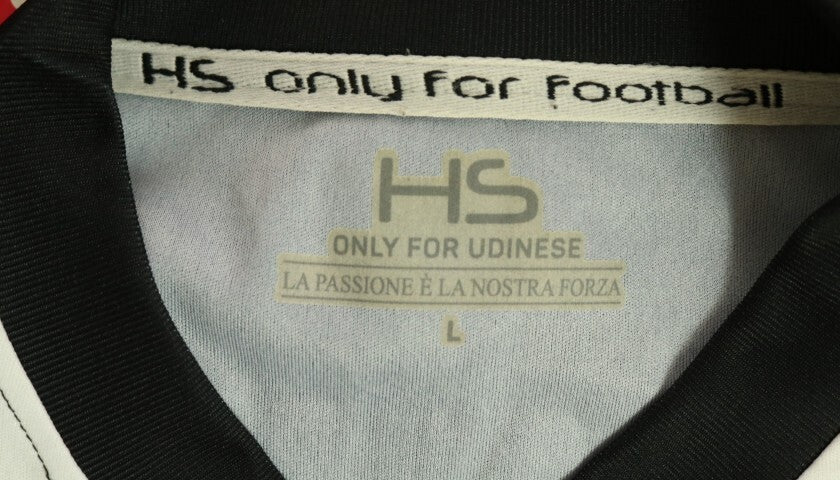 HS only for football
HS
ONLY FOR UDINESE
LA PASSIONE È LA NOSTRA FORZA
L